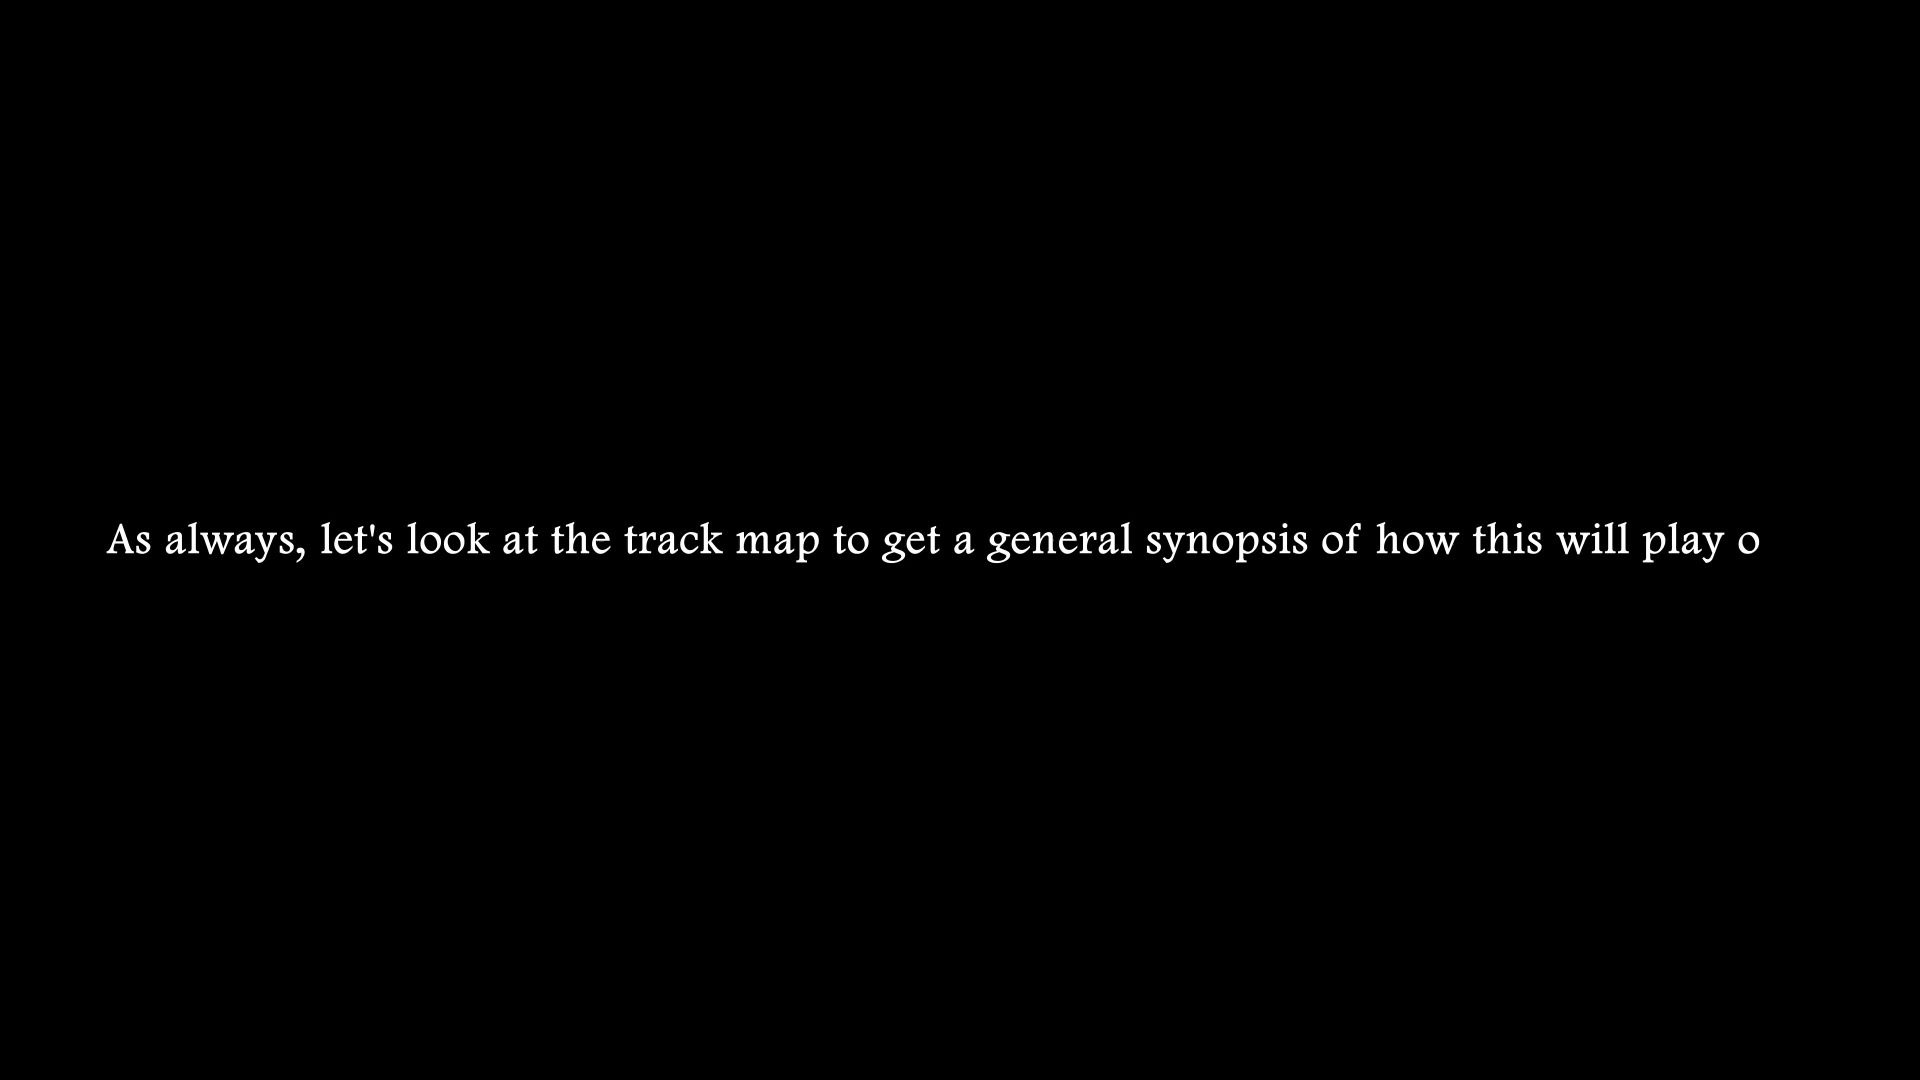 As always, let's look at the track map to get a general synopsis of how this will play o